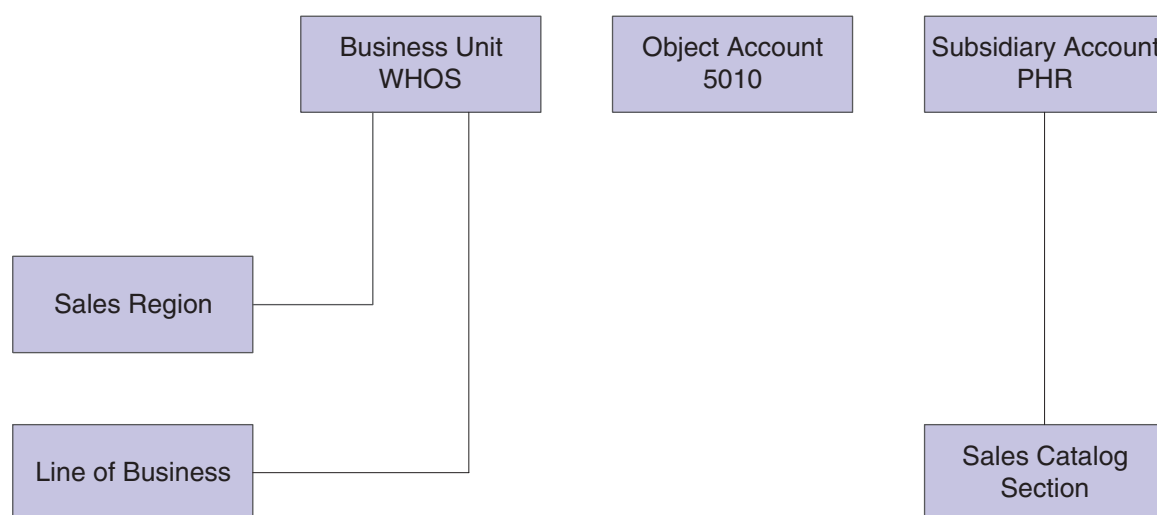 Business Unit
WHOS
Object Account
5010
Subsidiary Account
PHR
Sales Region
Line of Business
Sales Catalog
Section